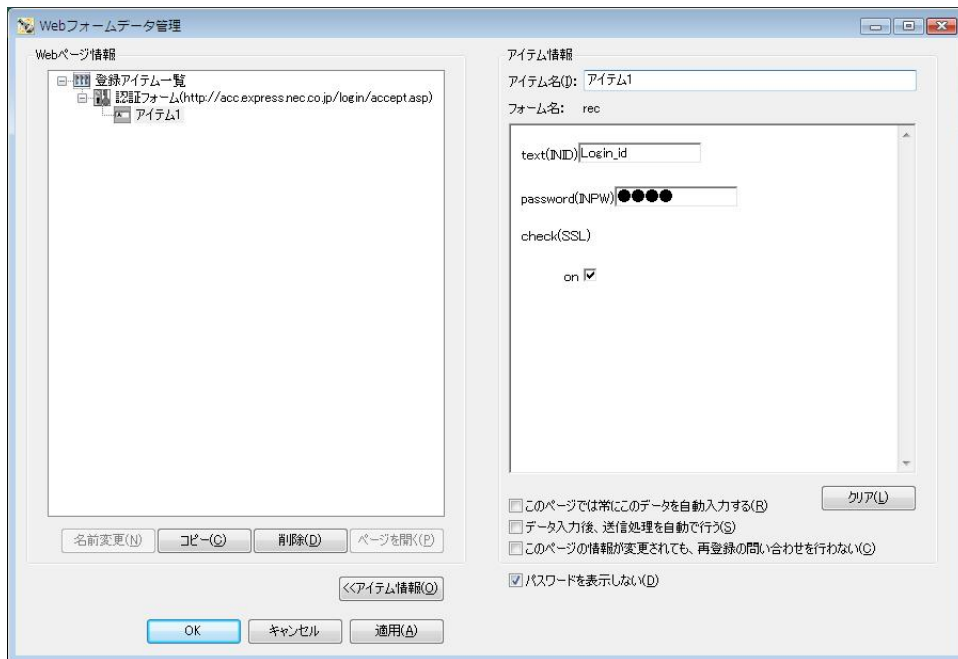 Webフォームデータ管理
Webページ情報
登録アイテム一覧
認証フォーム(http://acc.express.nec.co.jp/login/accept.asp)
アイテム1
名前変更(N)
コピー(C)
削除(D)
ページを開く(P)
<<アイテム情報(O)
OK
キャンセル
適用(A)
アイテム情報
アイテム名(I): アイテム1
フォーム名: rec
text(INID) Login_id
password(INPW) ●●●●
check(SSL)
on
クリア(L)
このページでは常にこのデータを自動入力する(R)
データ入力後、送信処理を自動で行う(S)
このページの情報が変更されても、再登録の問い合わせを行わない(C)
パスワードを表示しない(D)